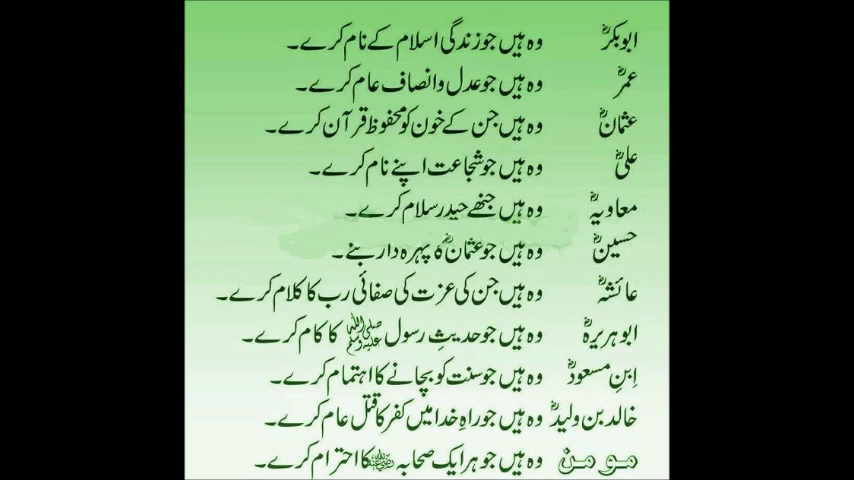 ابوبکرؓ وہ ہیں جو زندگی اسلام کے نام کرے۔
عمرؓ وہ ہیں جو عدل و انصاف عام کرے۔
عثمانؓ وہ ہیں جن کے خون کو محفوظ قرآن کرے۔
علیؓ وہ ہیں جو شجاعت اپنے نام کرے۔
معاویہؓ وہ ہیں جنھے حیدر سلام کرے۔
حسینؓ وہ ہیں جو عثمانؓ کا پہرہ دار بنے۔
عائشہؓ وہ ہیں جن کی عزت کی صفائی رب کا کلام کرے۔
ابوہریرہؓ وہ ہیں جو حدیثِ رسول ﷺ کا کام کرے۔
اِبنِ مسعودؓ وہ ہیں جو سنت کو بچانے کا اہتمام کرے۔
خالد بن ولیدؓ وہ ہیں جو راہِ خدا میں کفر کا قتل عام کرے۔
مومن وہ ہیں جو ہر ایک صحابہ کا احترام کرے۔